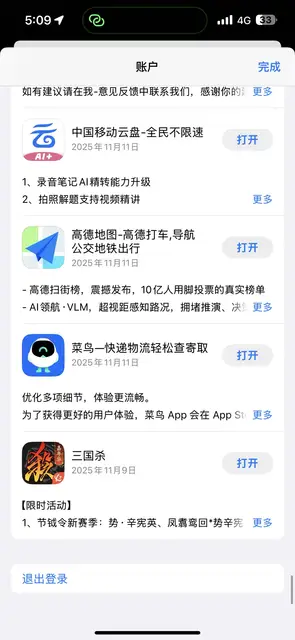 5:09
4G
33
账户
完成
如有建议请在我-意见反馈中联系我们，感谢你的
更多
中国移动云盘-全民不限速
2025年11月11日
打开
AI+
1、录音笔记AI精转能力升级
2、拍照解题支持视频精讲
更多
高德地图-高德打车,导航
公交地铁出行
2025年11月11日
打开
- 高德扫街榜，震撼发布，10亿人用脚投票的真实榜单
- AI领航·VLM，超视距感知路况，拥堵推演、决
更多
菜鸟—快递物流轻松查寄取
2025年11月11日
打开
优化多项细节，体验更流畅。
为了获得更好的用户体验，菜鸟 App 会在 App St
更多
三国杀
2025年11月9日
打开
杀
【限时活动】
1、节钺令新赛季：势·辛宪英、凤翥鸾回*势辛宪
更多
退出登录